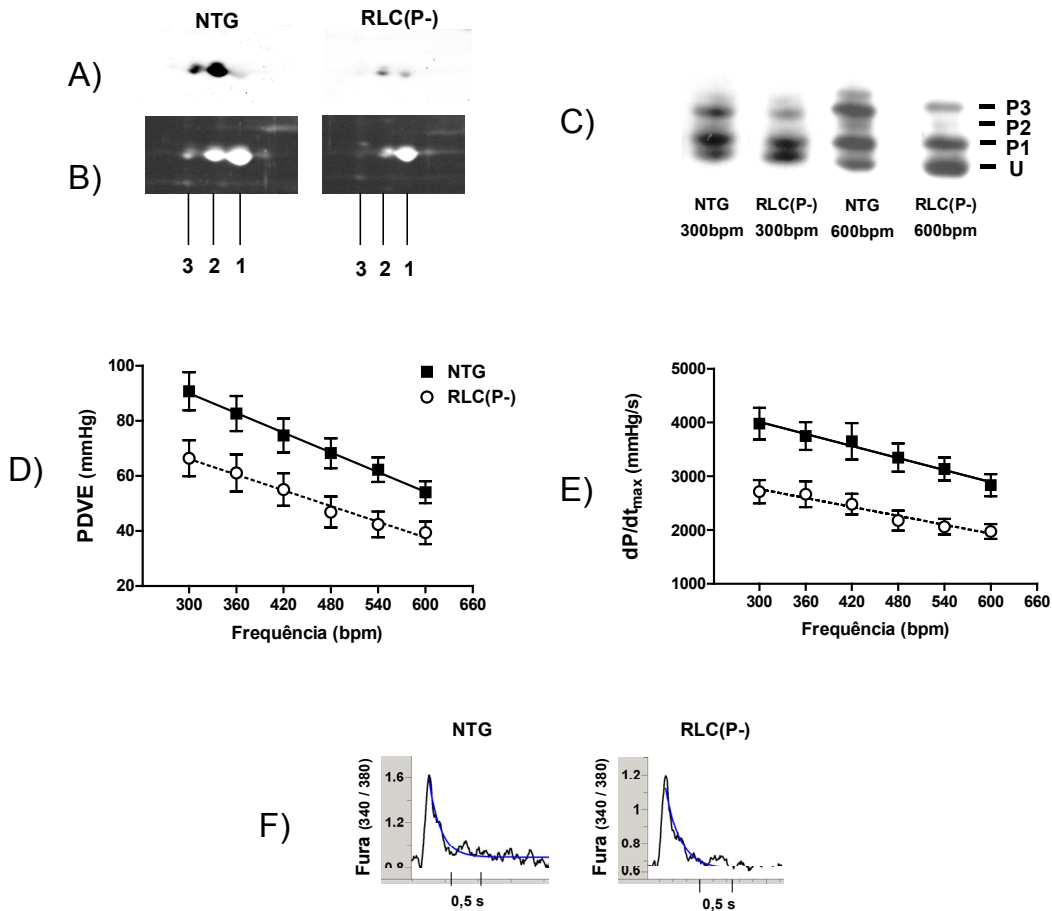 NTG RLC(P-)
A)
B)
3 2 1 3 2 1
C)
P3
P2
P1
U
NTG RLC(P-) NTG RLC(P-)
300bpm 300bpm 600bpm 600bpm
D)
PDVE (mmHg)
100
80
60
40
20
300 360 420 480 540 600 660
Frequência (bpm)
NTG
RLC(P-)
E)
dP/dtmax (mmHg/s)
5000
4000
3000
2000
1000
300 360 420 480 540 600 660
Frequência (bpm)
F)
NTG
Fura (340 / 380)
1.6
1.2
0.8
0,5 s
RLC(P-)
Fura (340 / 380)
1.2
1
0.8
0.6
0,5 s